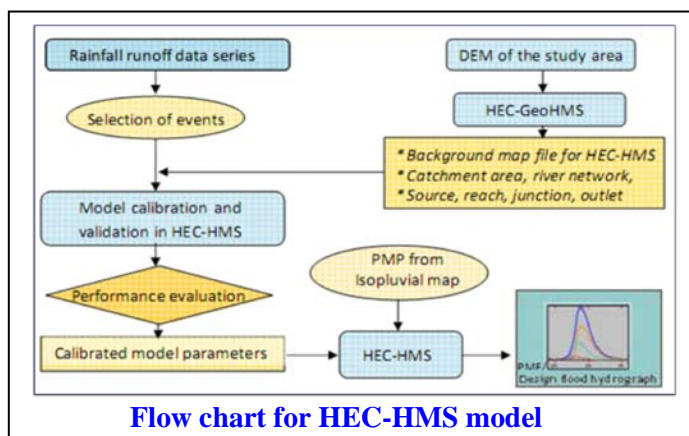 Rainfall runoff data series
DEM of the study area
Selection of events
HEC-GeoHMS
*Background map file for HEC-HMS
*Catchment area, river network,
*Source, reach, junction, outlet
Model calibration and
validation in HEC-HMS
PMP from
Isopluvial map
Performance evaluation
Calibrated model parameters
HEC-HMS
PMF/
Design flood hydrograph
Flow chart for HEC-HMS model